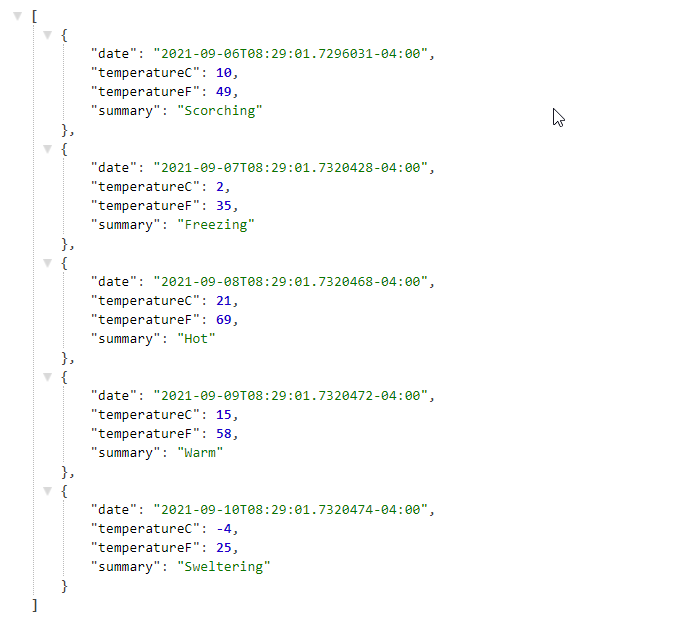 [
{
"date": "2021-09-06T08:29:01.7296031-04:00",
"temperatureC": 10,
"temperatureF": 49,
"summary": "Scorching"
},
{
"date": "2021-09-07T08:29:01.7320428-04:00",
"temperatureC": 2,
"temperatureF": 35,
"summary": "Freezing"
},
{
"date": "2021-09-08T08:29:01.7320468-04:00",
"temperatureC": 21,
"temperatureF": 69,
"summary": "Hot"
},
{
"date": "2021-09-09T08:29:01.7320472-04:00",
"temperatureC": 15,
"temperatureF": 58,
"summary": "Warm"
},
{
"date": "2021-09-10T08:29:01.7320474-04:00",
"temperatureC": -4,
"temperatureF": 25,
"summary": "Sweltering"
}
]